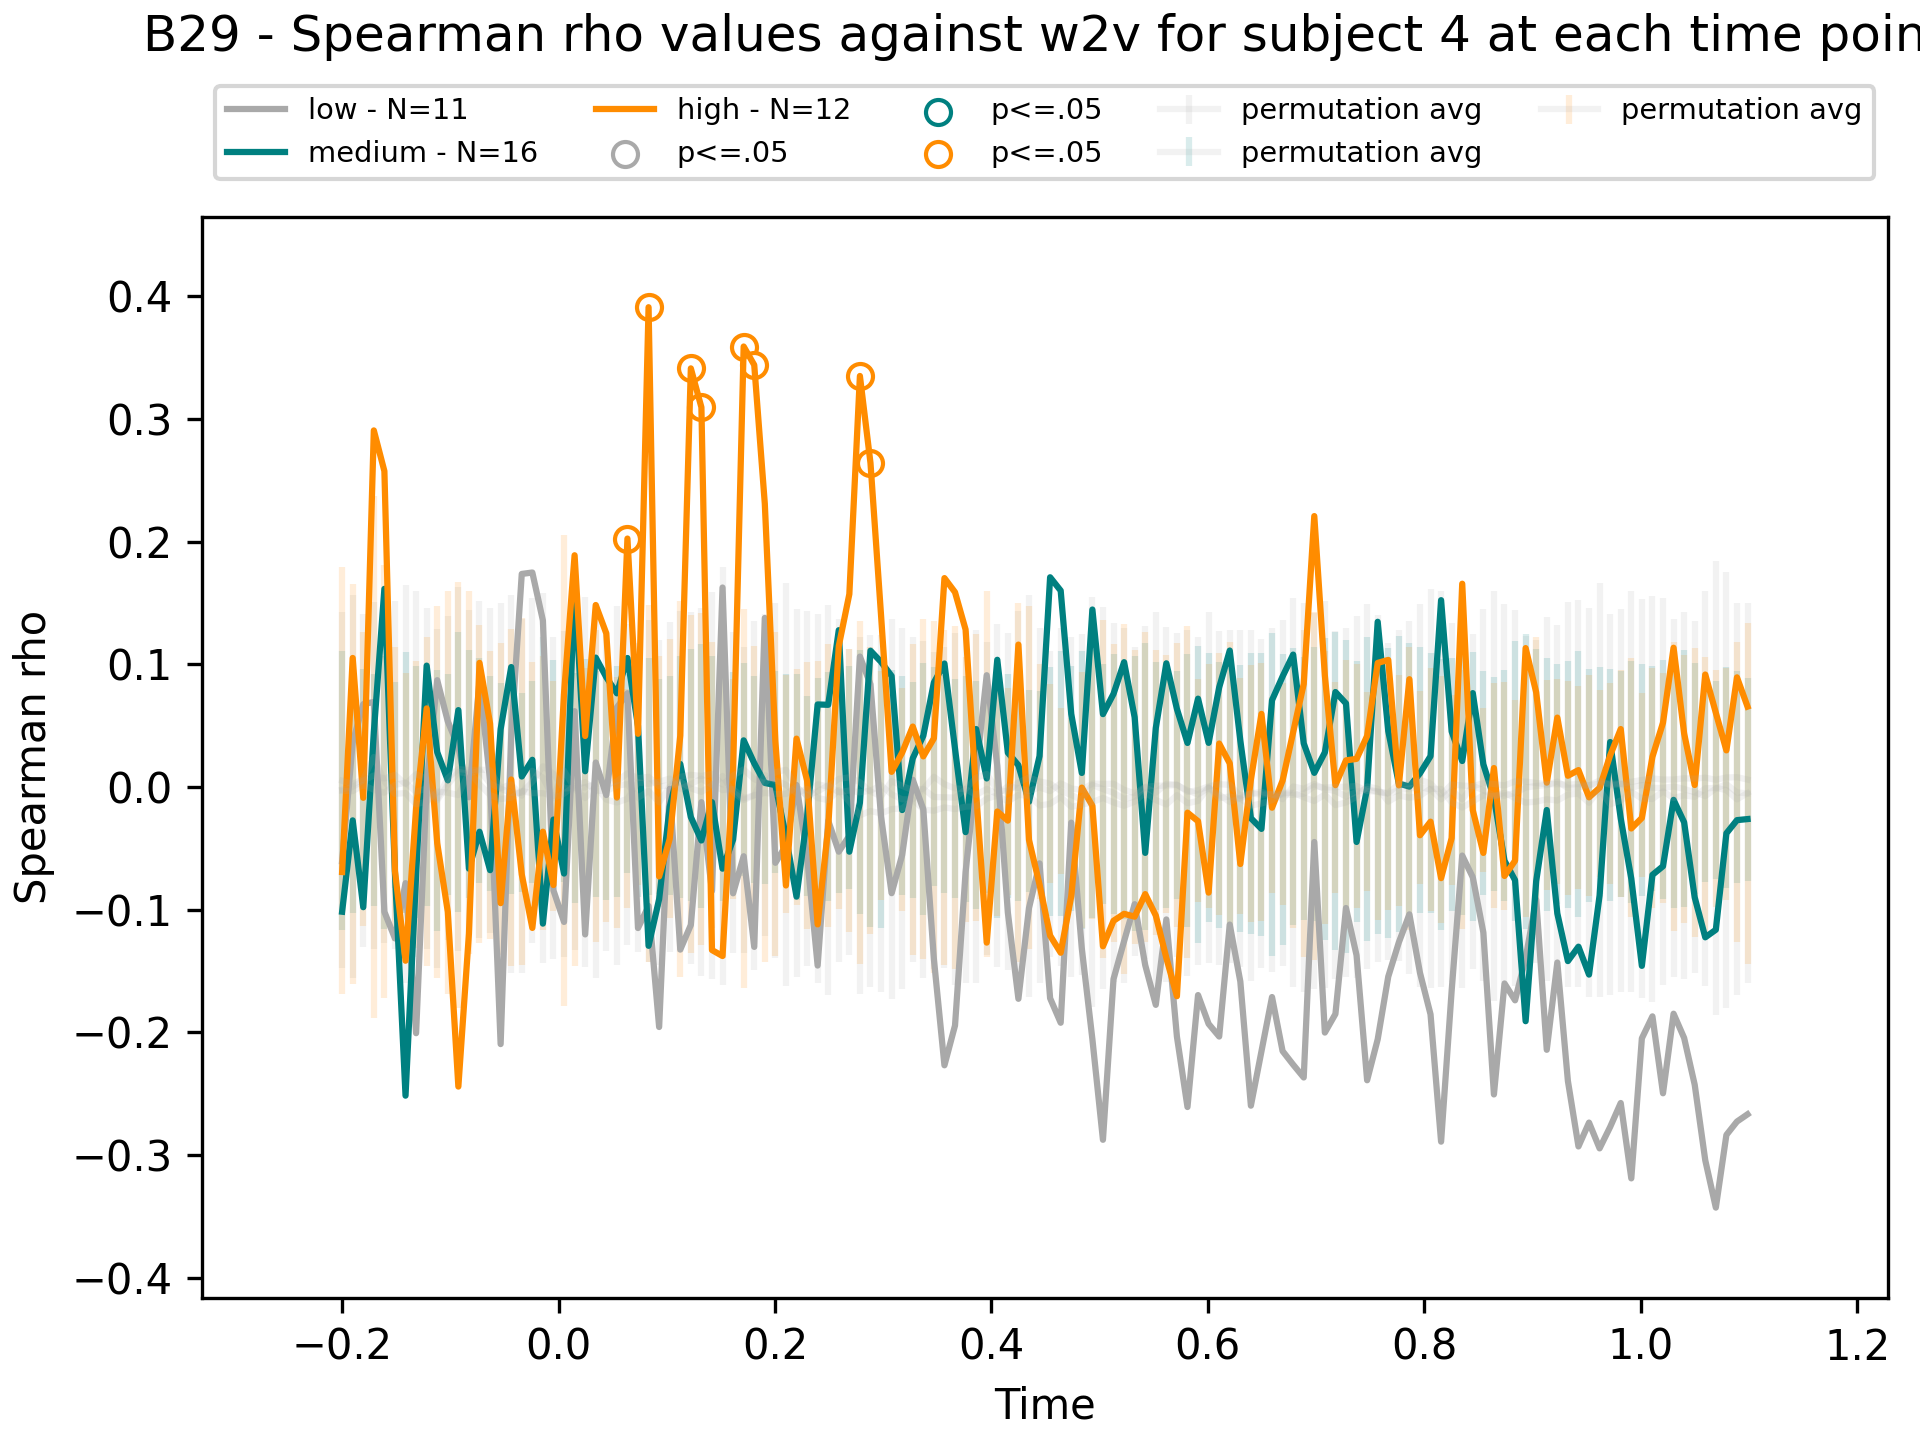 B29 - Spearman rho values against w2v for subject 4 at each time poin
low - N=11
medium - N=16
high - N=12
p<=.05
p<=.05
p<=.05
permutation avg
permutation avg
permutation avg
Spearman rho
0.4
0.3
0.2
0.1
0.0
−0.1
−0.2
−0.3
−0.4
−0.2 0.0 0.2 0.4 0.6 0.8 1.0 1.2
Time